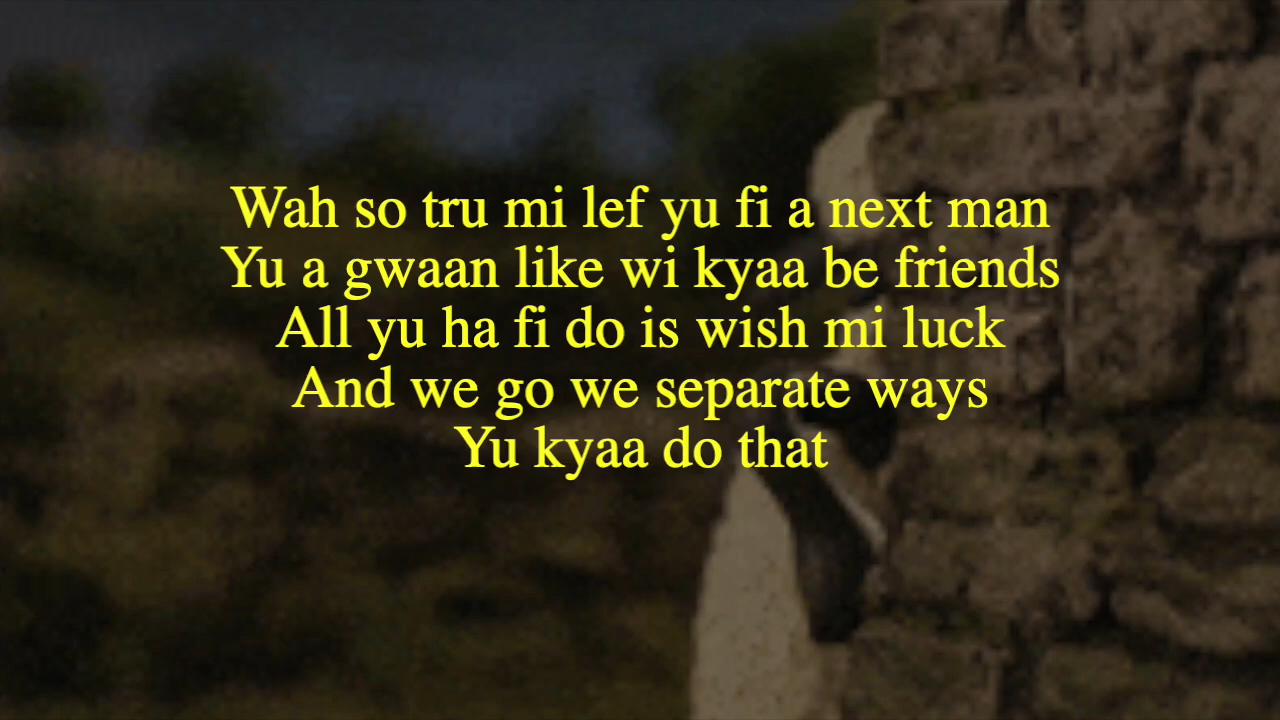 Wah so tru mi lef yu fi a next man
Yu a gwaan like wi kyaa be friends
All yu ha fi do is wish mi luck
And we go we separate ways
Yu kyaa do that